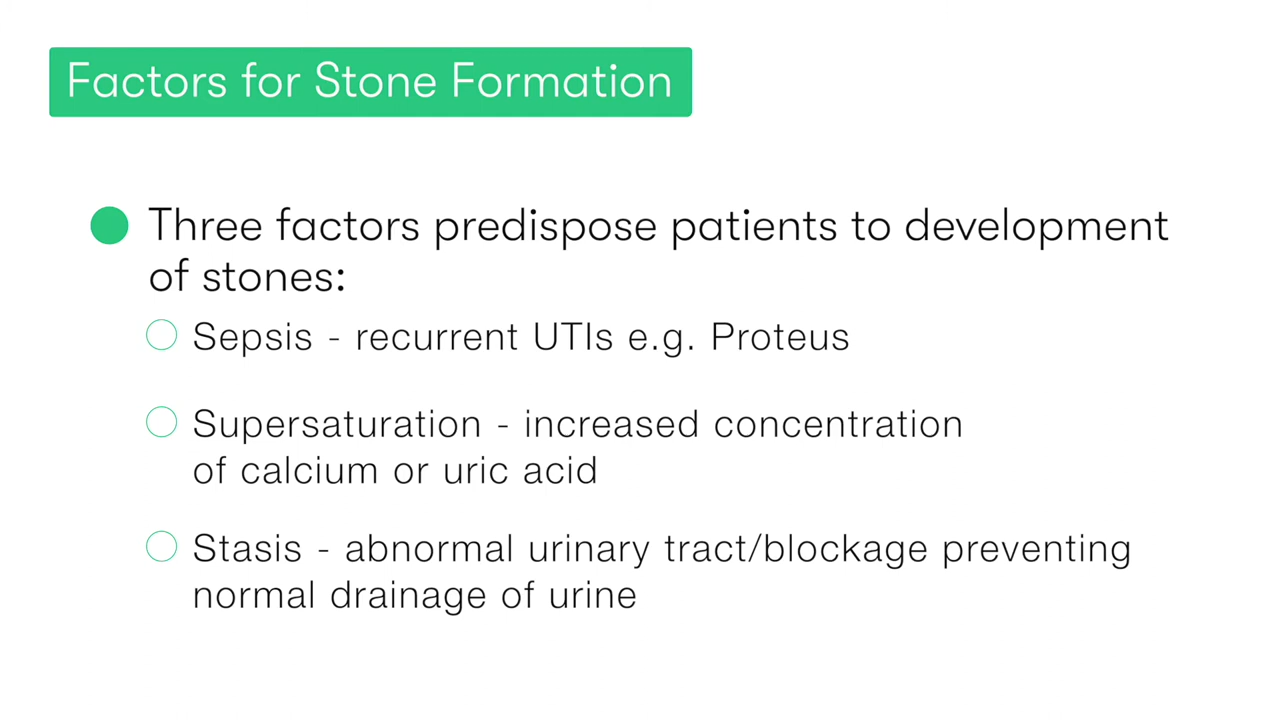 Factors for Stone Formation
Three factors predispose patients to development
of stones:
Sepsis - recurrent UTIs e.g. Proteus
Supersaturation - increased concentration
of calcium or uric acid
Stasis - abnormal urinary tract/blockage preventing
normal drainage of urine